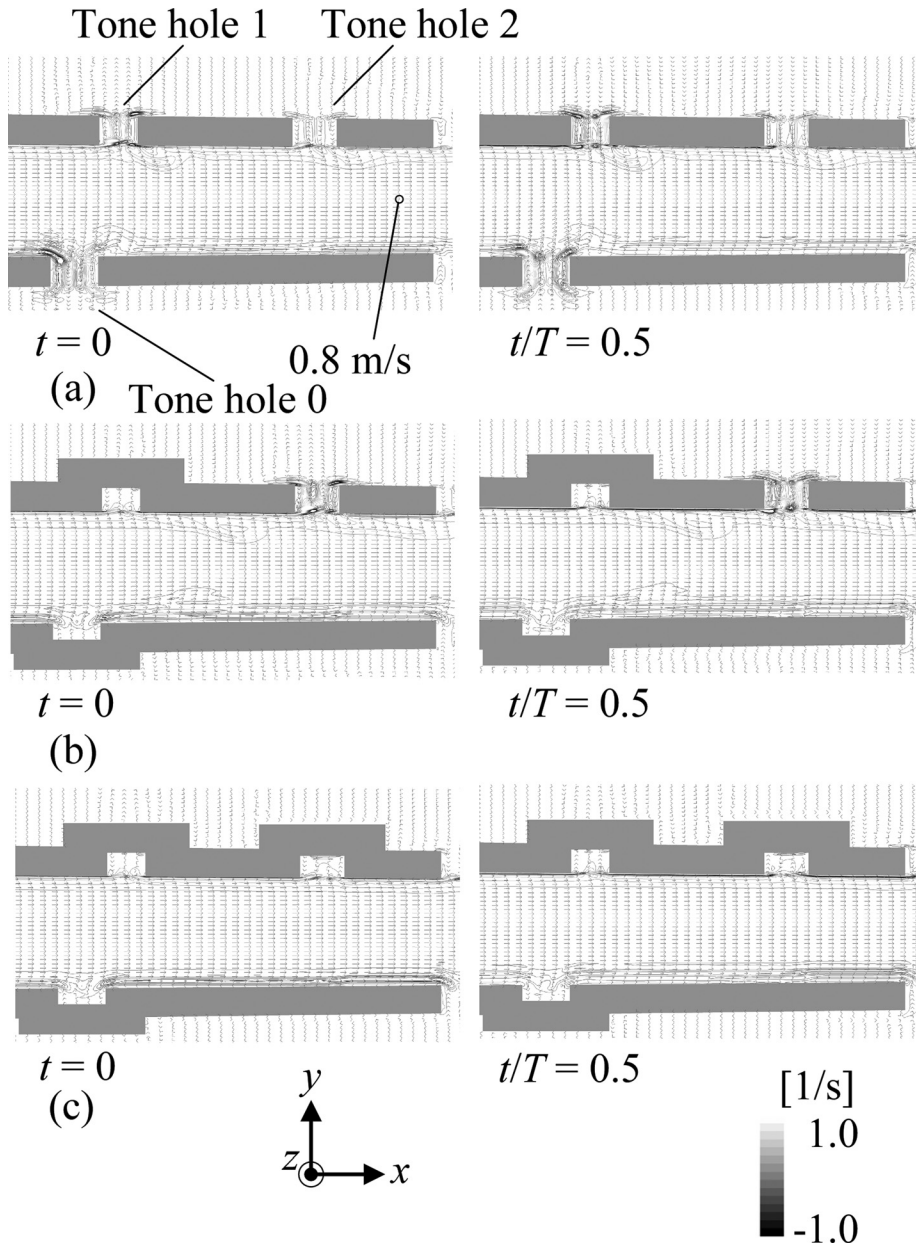 Tone hole 1 Tone hole 2
t = 0
0.8 m/s
t/T = 0.5
(a)
Tone hole 0
t = 0
t/T = 0.5
(b)
t = 0
t/T = 0.5
(c)
y
z
x
[1/s]
1.0
-1.0